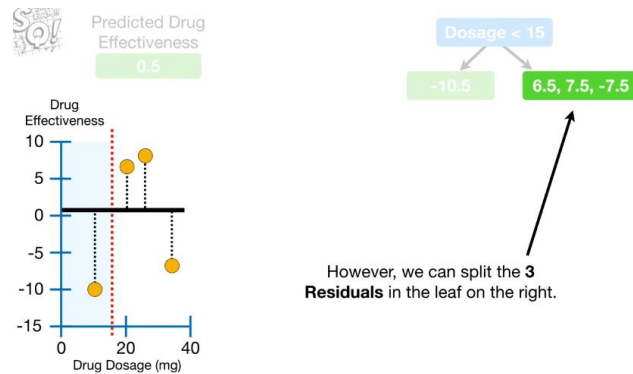 SQ!
Predicted Drug
Effectiveness
0.5
Dosage < 15
-10.5
6.5, 7.5, -7.5
Drug
Effectiveness
10
5
0
-5
-10
-15
0
20
40
Drug Dosage (mg)
However, we can split the 3
Residuals in the leaf on the right.